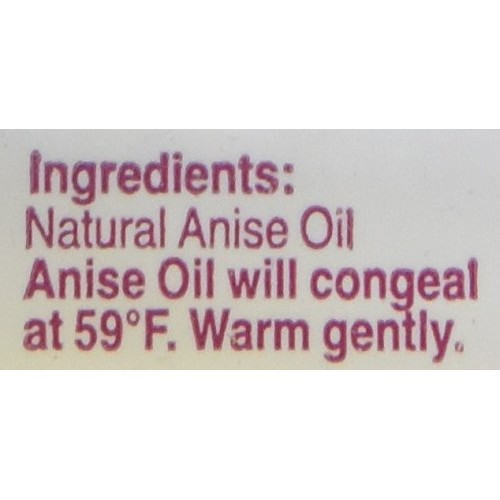 Ingredients:
Natural Anise Oil
Anise Oil will congeal
at 59°F. Warm gently.